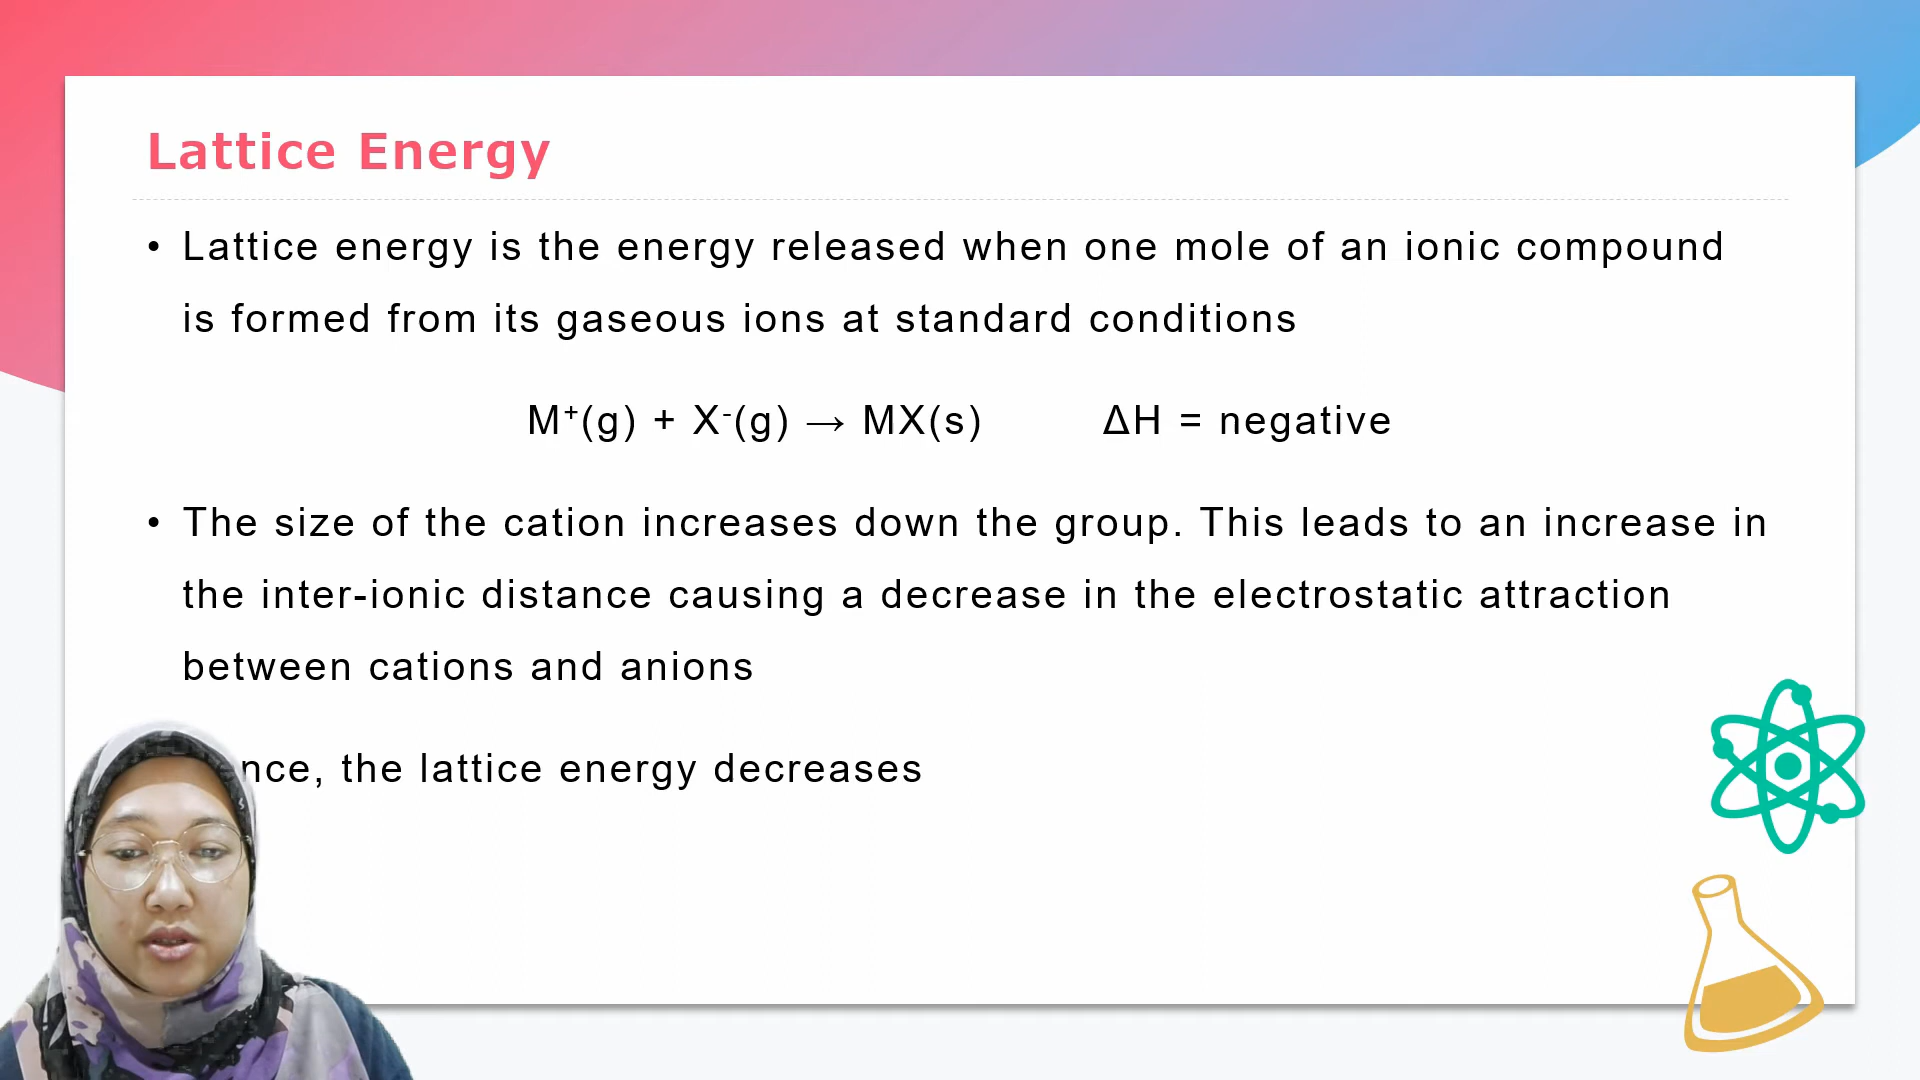 Lattice Energy
• Lattice energy is the energy released when one mole of an ionic compound
is formed from its gaseous ions at standard conditions
M⁺(g) + X⁻(g) → MX(s) ΔH = negative
• The size of the cation increases down the group. This leads to an increase in
the inter-ionic distance causing a decrease in the electrostatic attraction
between cations and anions
the lattice energy decreases